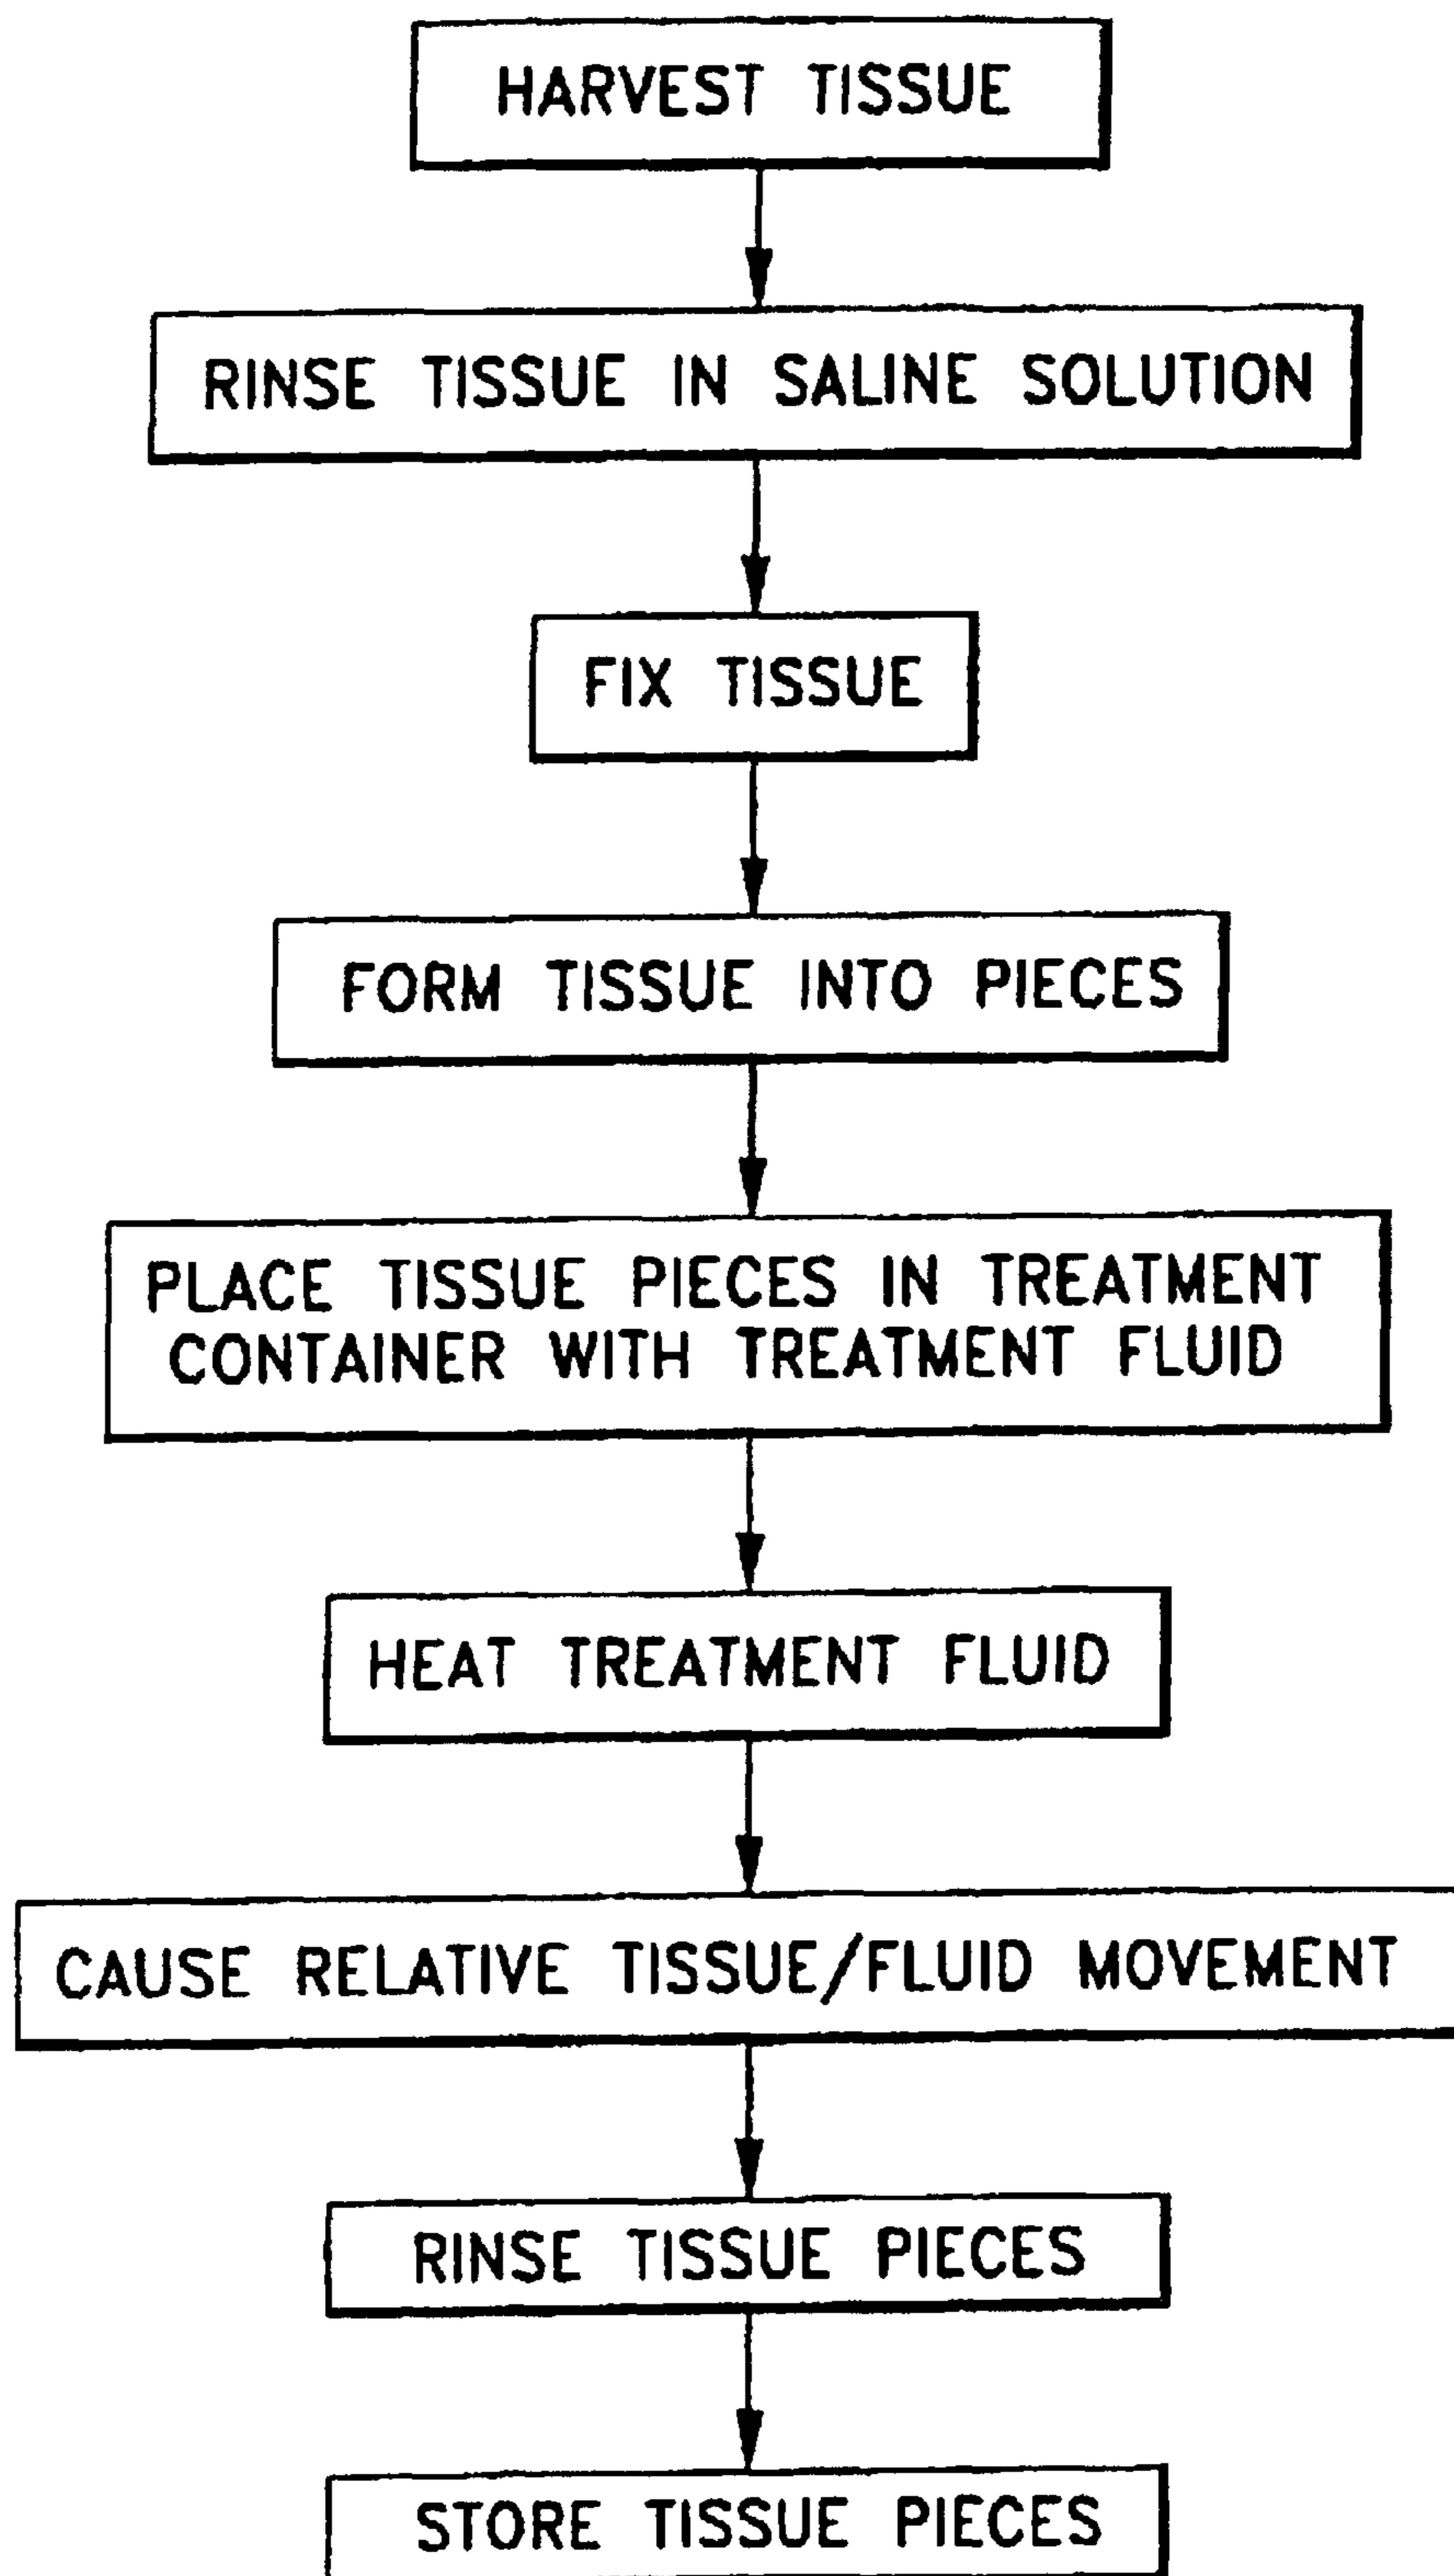 HARVEST TISSUE
RINSE TISSUE IN SALINE SOLUTION
FIX TISSUE
FORM TISSUE INTO PIECES
PLACE TISSUE PIECES IN TREATMENT
CONTAINER WITH TREATMENT FLUID
HEAT TREATMENT FLUID
CAUSE RELATIVE TISSUE/FLUID MOVEMENT
RINSE TISSUE PIECES
STORE TISSUE PIECES